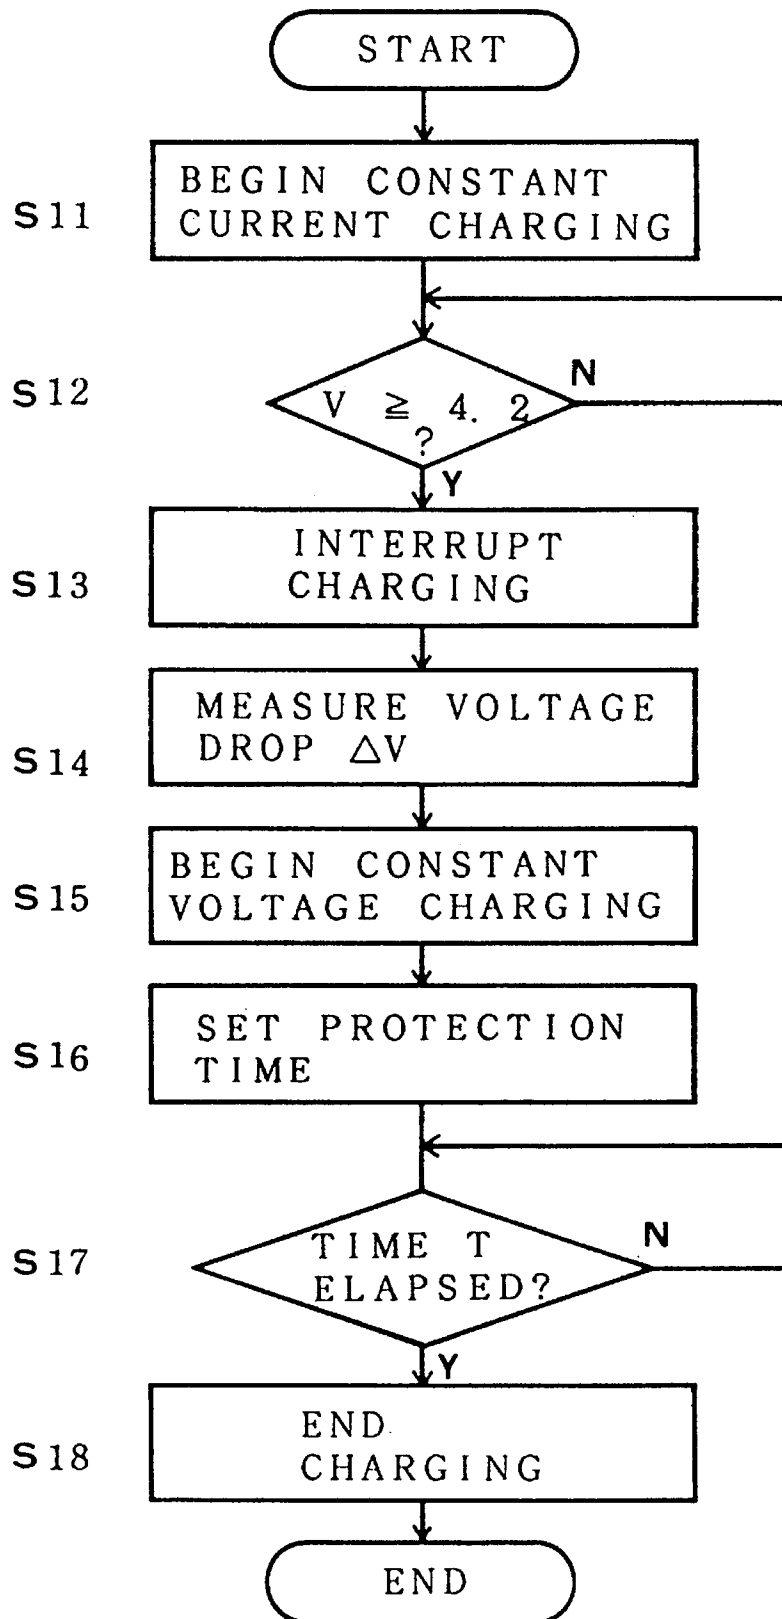 START
S11
BEGIN CONSTANT
CURRENT CHARGING
S12
V ≧ 4. 2
?
N
Y
S13
INTERRUPT
CHARGING
S14
MEASURE VOLTAGE
DROP △V
S15
BEGIN CONSTANT
VOLTAGE CHARGING
S16
SET PROTECTION
TIME
S17
TIME T
ELAPSED?
N
Y
S18
END
CHARGING
END